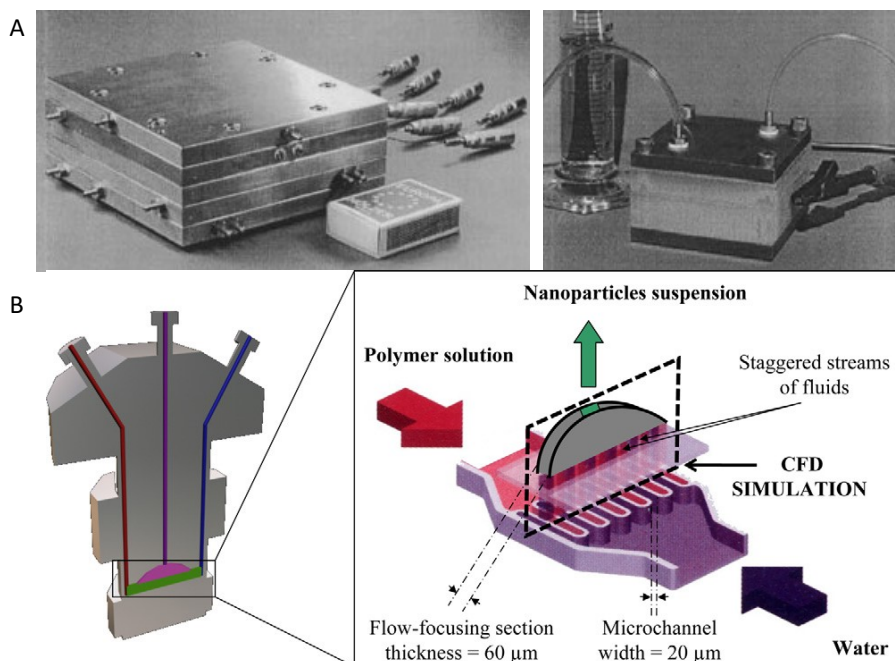 A
B
Nanoparticles suspension
Polymer solution
Staggered streams
of fluids
CFD
SIMULATION
Flow-focusing section
thickness = 60 µm
Microchannel
width = 20 µm
Water